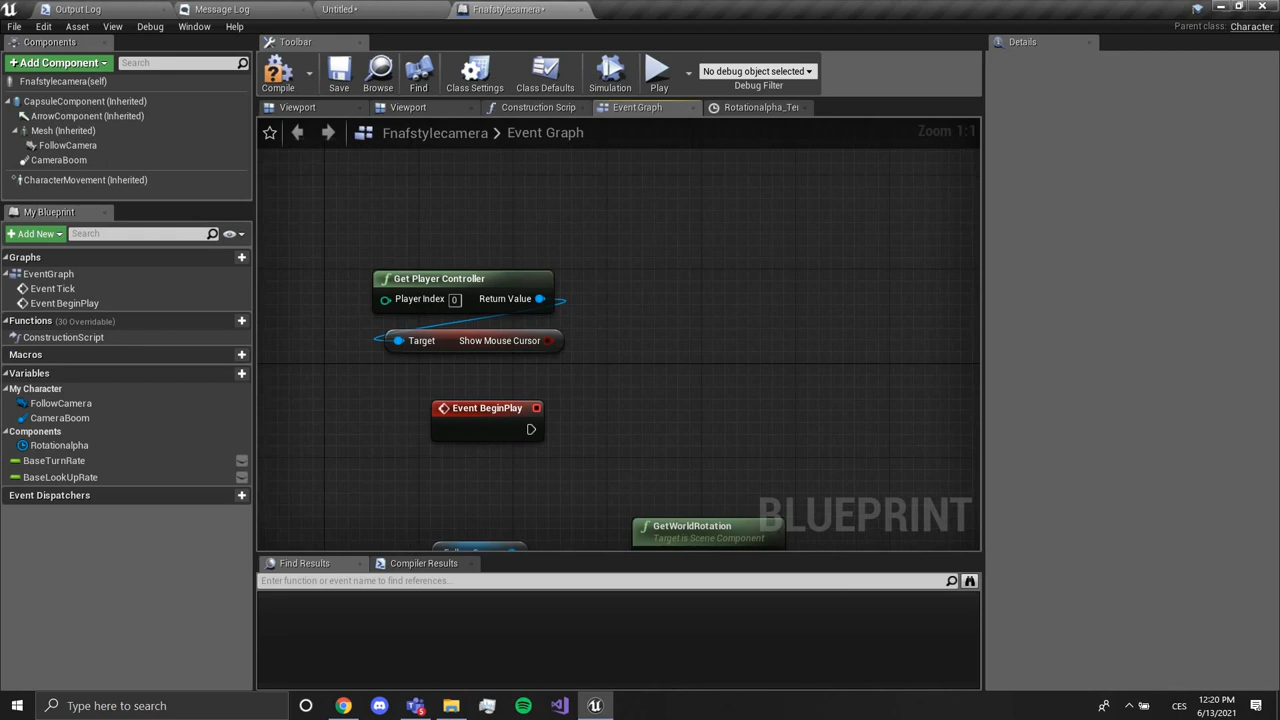 Output Log
Message Log
Untitled*
Fnafstylecamera*
File Edit Asset View Debug Window Help
Parent class: Character
Components
Toolbar
Details
+Add Component
Search
Fnafstylecamera(self)
CapsuleComponent (Inherited)
ArrowComponent (Inherited)
Mesh (Inherited)
FollowCamera
CameraBoom
CharacterMovement (Inherited)
Compile
Save
Browse
Find
Class Settings
Class Defaults
Simulation
Play
No debug object selected
Debug Filter
Viewport
Viewport
Construction Scrip
Event Graph
Rotationalpha_Te
Fnafstylecamera > Event Graph
Zoom 1:1
My Blueprint
+Add New
Search
Graphs
EventGraph
Event Tick
Event BeginPlay
Functions (30 Overridable)
ConstructionScript
Macros
Variables
My Character
FollowCamera
CameraBoom
Components
Rotationalpha
BaseTurnRate
BaseLookUpRate
Event Dispatchers
Get Player Controller
Player Index 0 Return Value
Target Show Mouse Cursor
Event BeginPlay
GetWorldRotation
Target is Scene Component
BLUEPRINT
Find Results
Compiler Results
Enter function or event name to find references...
Type here to search
CES
12:20 PM
6/13/2021